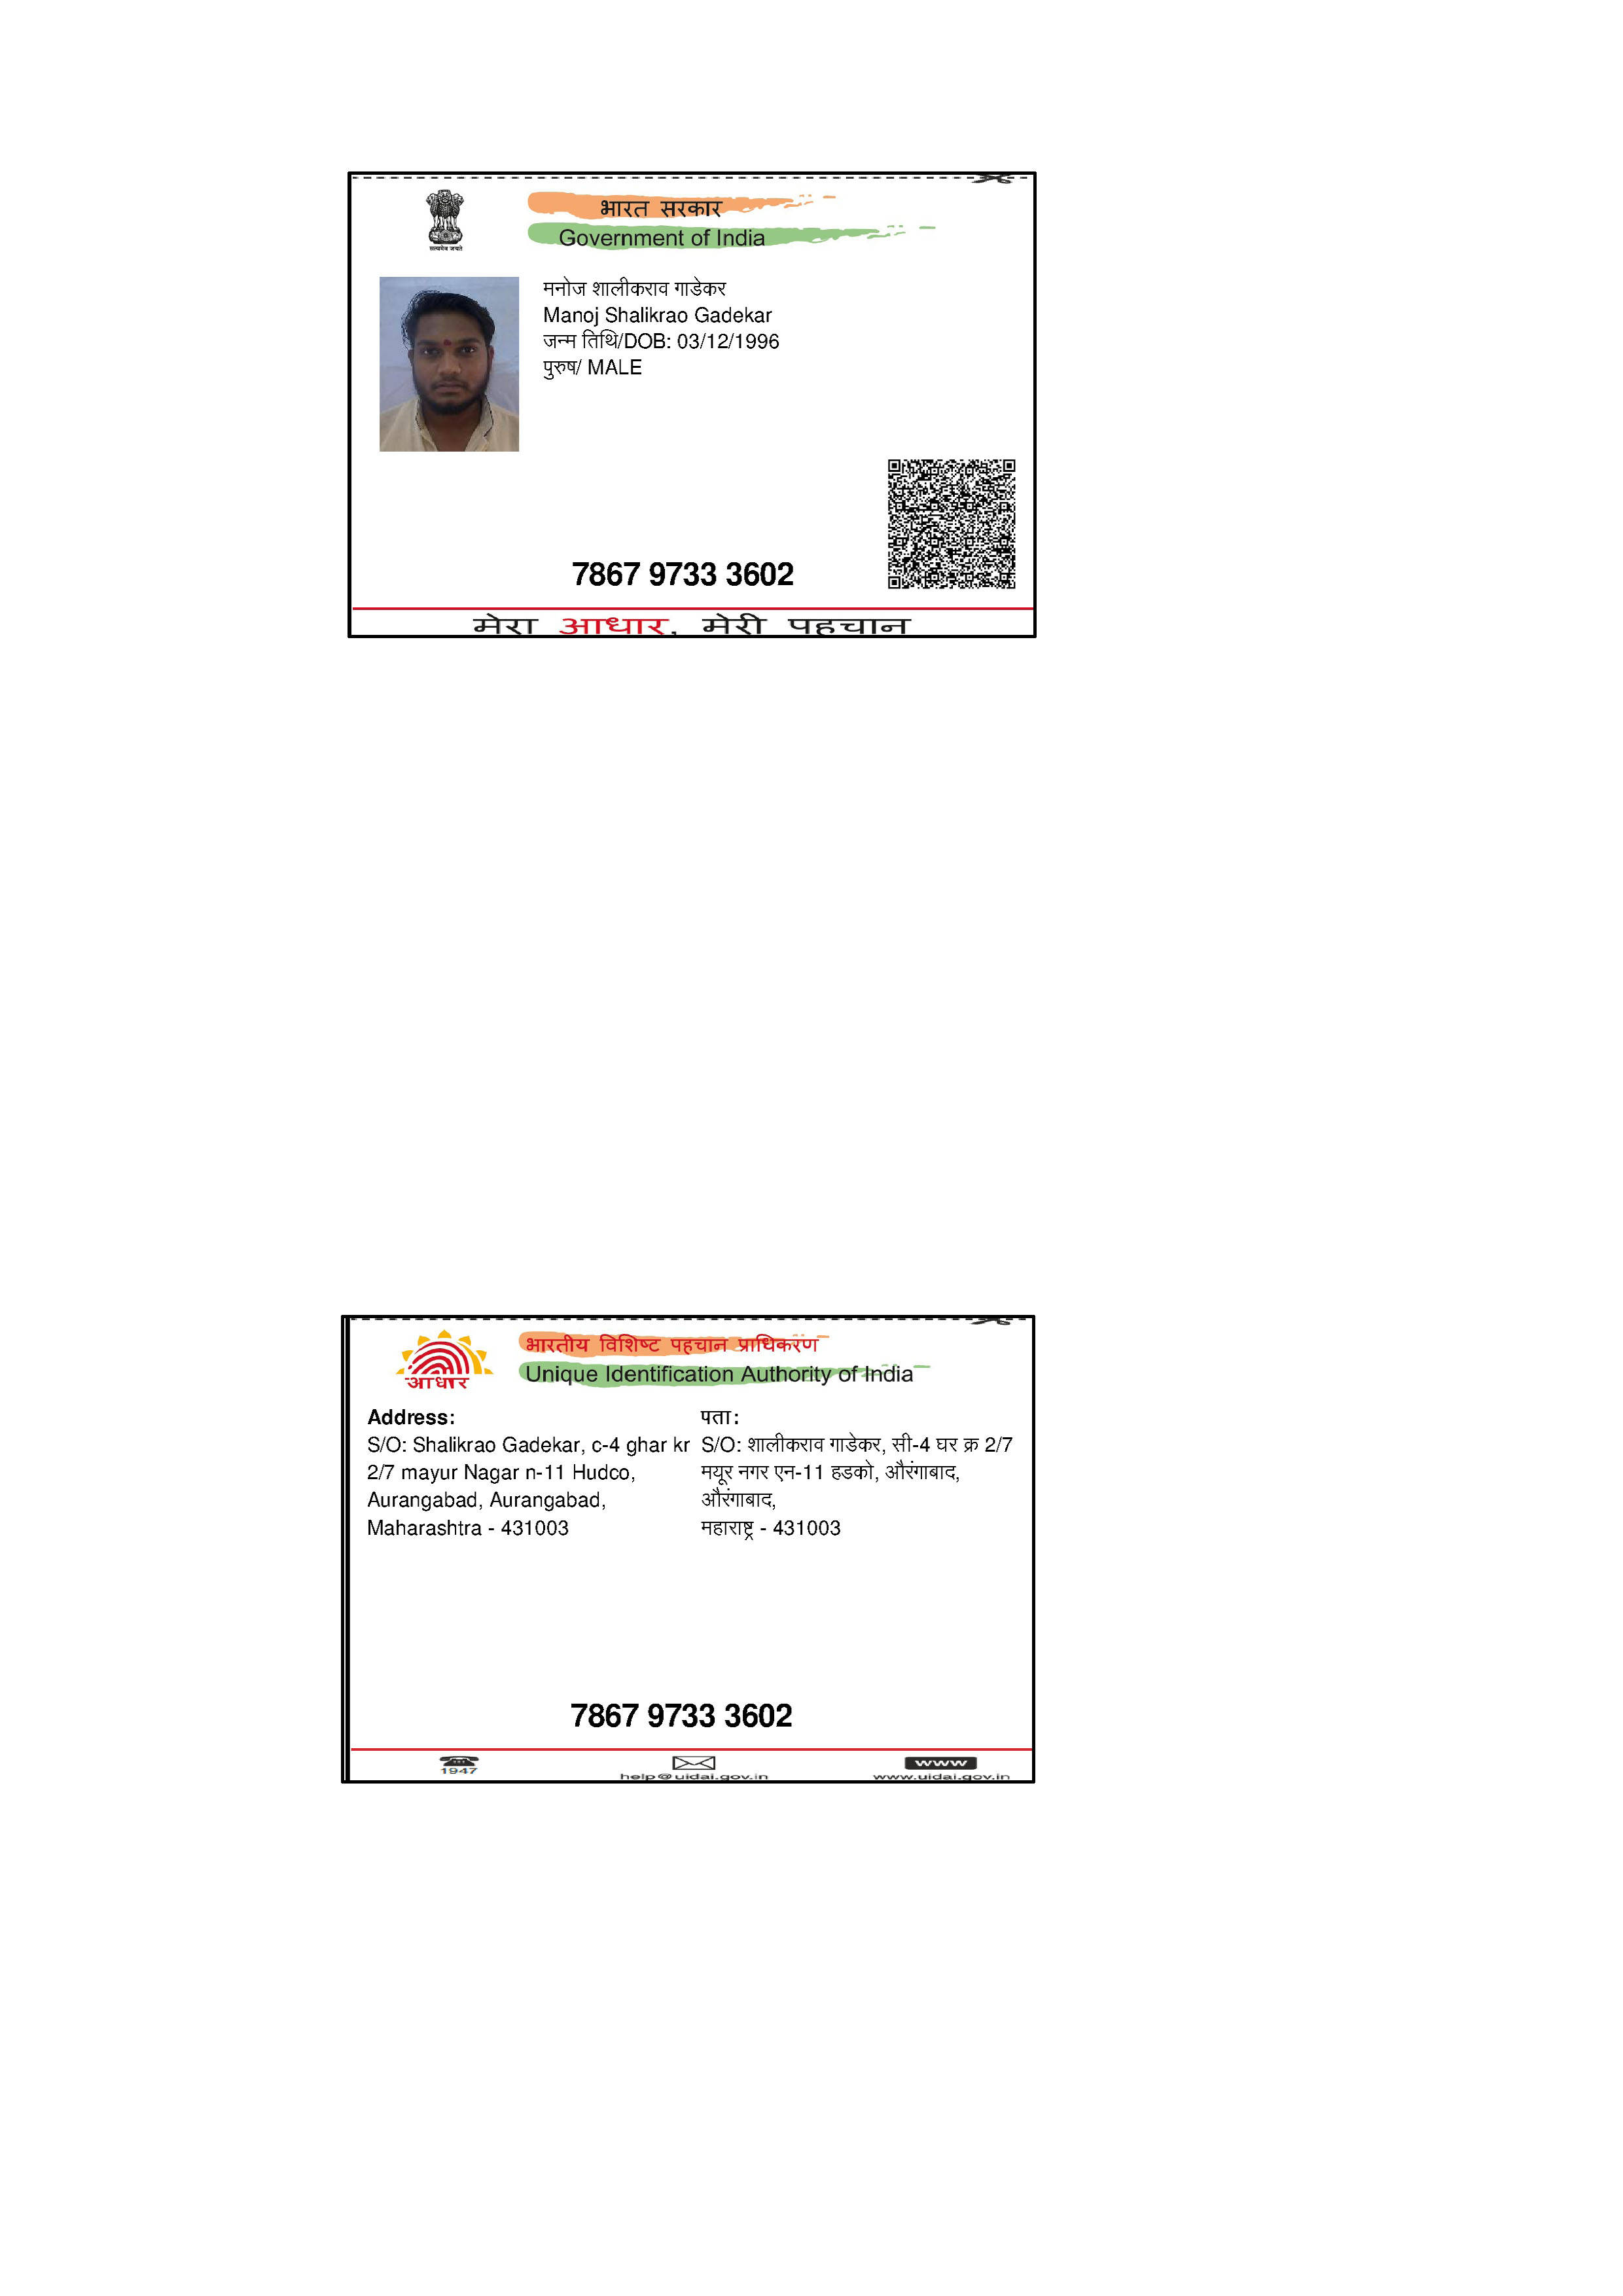 भारत सरकार
Government of India
सत्यमेव जयते
मनोज शालीकराव गाडेकर
Manoj Shalikrao Gadekar
जन्म तिथि/DOB: 03/12/1996
पुरुष/ MALE
7867 9733 3602
मेरा आधार, मेरी पहचान
भारतीय विशिष्ट पहचान प्राधिकरण
Unique Identification Authority of India
आधार
Address:
S/O: Shalikrao Gadekar, c-4 ghar kr
2/7 mayur Nagar n-11 Hudco,
Aurangabad, Aurangabad,
Maharashtra - 431003
पता:
S/O: शालीकराव गाडेकर, सी-4 घर क्र 2/7
मयूर नगर एन-11 हडको, औरंगाबाद,
औरंगाबाद,
महाराष्ट्र - 431003
7867 9733 3602
1947
help@uidai.gov.in
www
www.uidai.gov.in